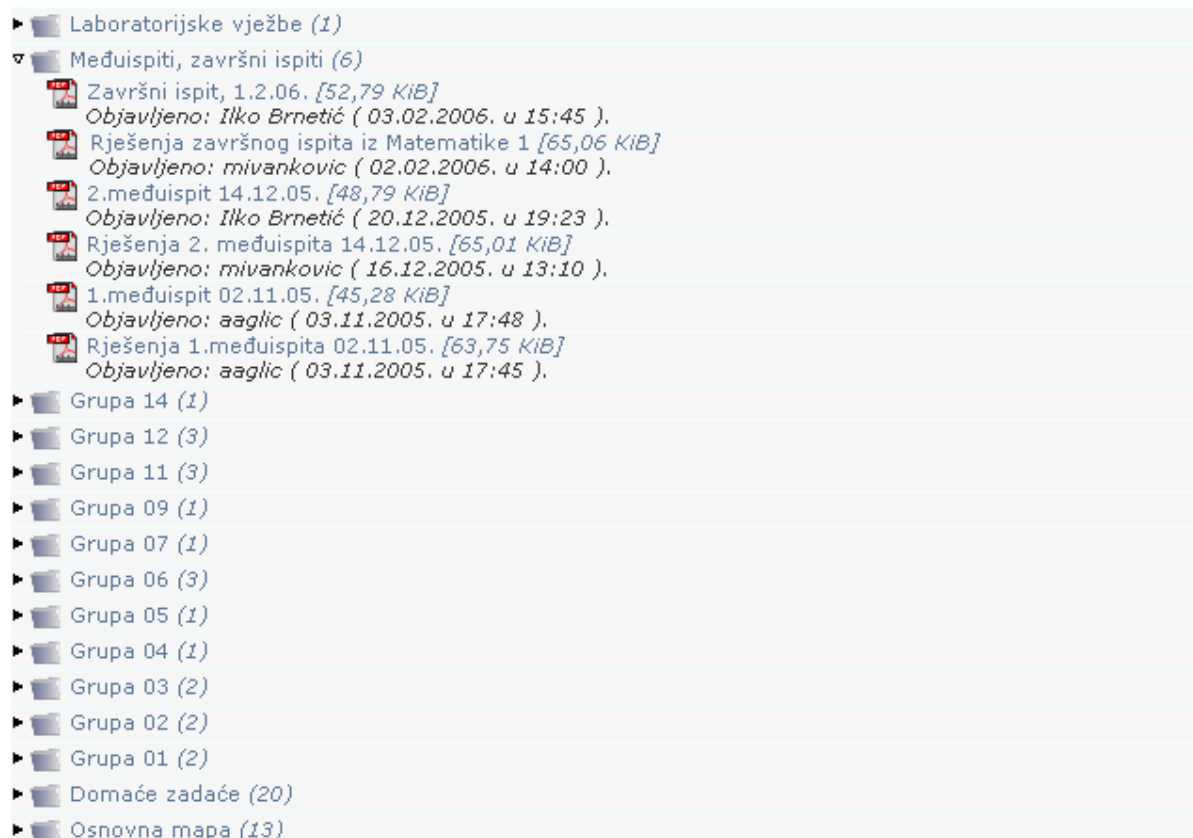 Laboratorijske vježbe (1)
Međuispiti, završni ispiti (6)
Završni ispit, 1.2.06. [52,79 KiB]
Objavljeno: Ilko Brnetić ( 03.02.2006. u 15:45 ).
Rješenja završnog ispita iz Matematike 1 [65,06 KiB]
Objavljeno: mivankovic ( 02.02.2006. u 14:00 ).
2.međuispit 14.12.05. [48,79 KiB]
Objavljeno: Ilko Brnetić ( 20.12.2005. u 19:23 ).
Rješenja 2. međuispita 14.12.05. [65,01 KiB]
Objavljeno: mivankovic ( 16.12.2005. u 13:10 ).
1.međuispit 02.11.05. [45,28 KiB]
Objavljeno: aaglic ( 03.11.2005. u 17:48 ).
Rješenja 1.međuispita 02.11.05. [63,75 KiB]
Objavljeno: aaglic ( 03.11.2005. u 17:45 ).
Grupa 14 (1)
Grupa 12 (3)
Grupa 11 (3)
Grupa 09 (1)
Grupa 07 (1)
Grupa 06 (3)
Grupa 05 (1)
Grupa 04 (1)
Grupa 03 (2)
Grupa 02 (2)
Grupa 01 (2)
Domaće zadaće (20)
Osnovna mapa (13)